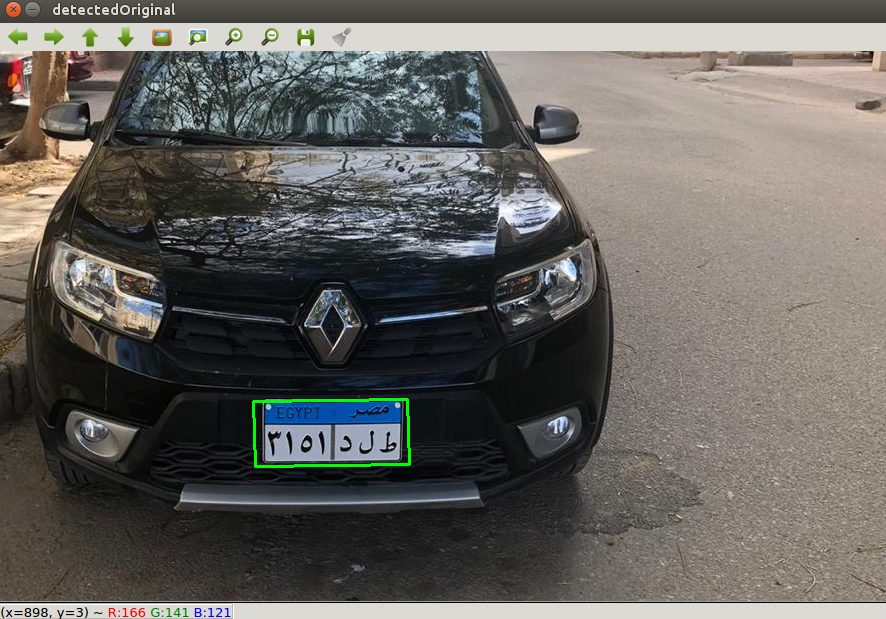 detectedOriginal
EGYPT مصر
٣١٥١ د ل ط
(x=898, y=3) ~ R:166 G:141 B:121